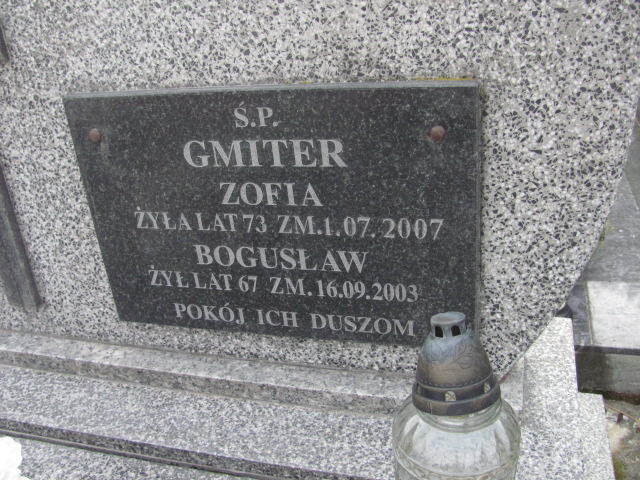 Ś.P.
GMITER
ZOFIA
ŻYŁA LAT 73 ZM.1.07.2007
BOGUSŁAW
ŻYŁ LAT 67 ZM. 16.09.2003
POKÓJ ICH DUSZOM